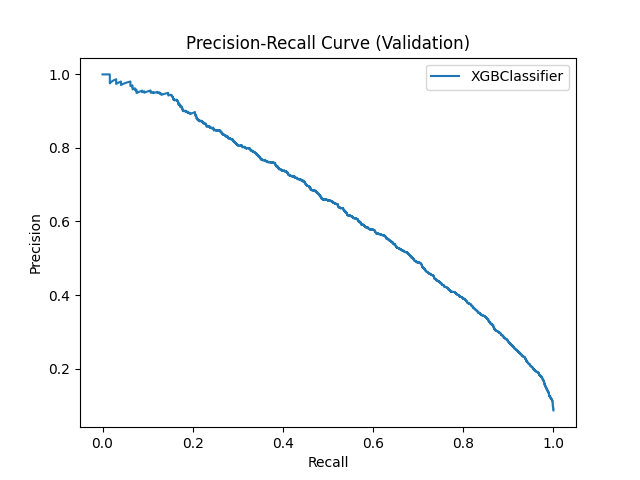 Precision-Recall Curve (Validation)
XGBClassifier
1.0
0.8
0.6
0.4
0.2
Precision
0.0 0.2 0.4 0.6 0.8 1.0
Recall